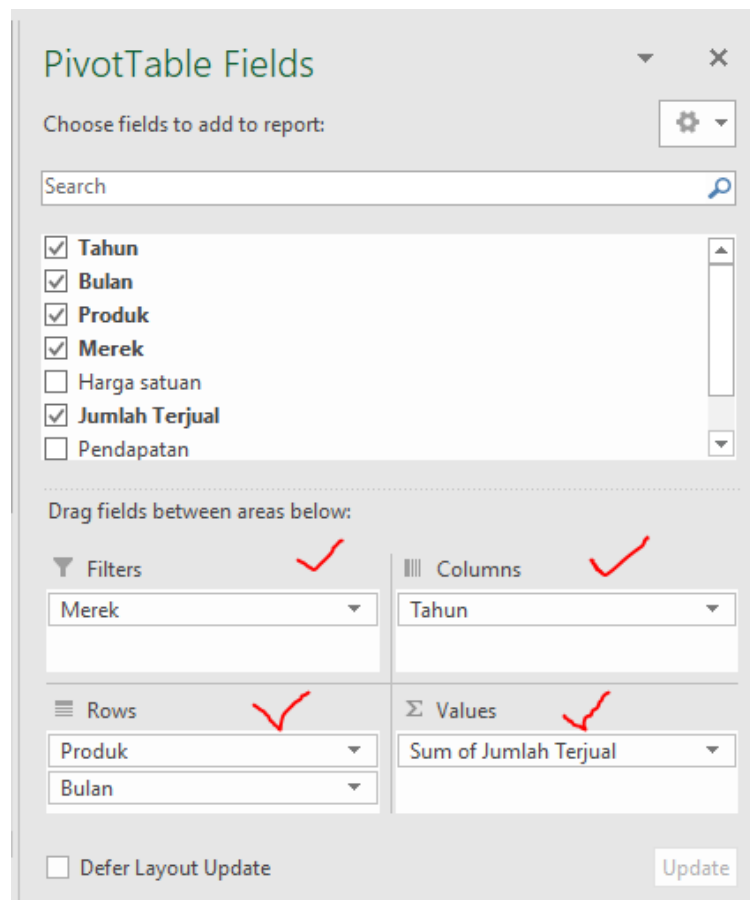 PivotTable Fields
Choose fields to add to report:
Search
Tahun
Bulan
Produk
Merek
Harga satuan
Jumlah Terjual
Pendapatan
Drag fields between areas below:
Filters
Merek
Columns
Tahun
Rows
Produk
Bulan
Σ Values
Sum of Jumlah Terjual
Defer Layout Update
Update